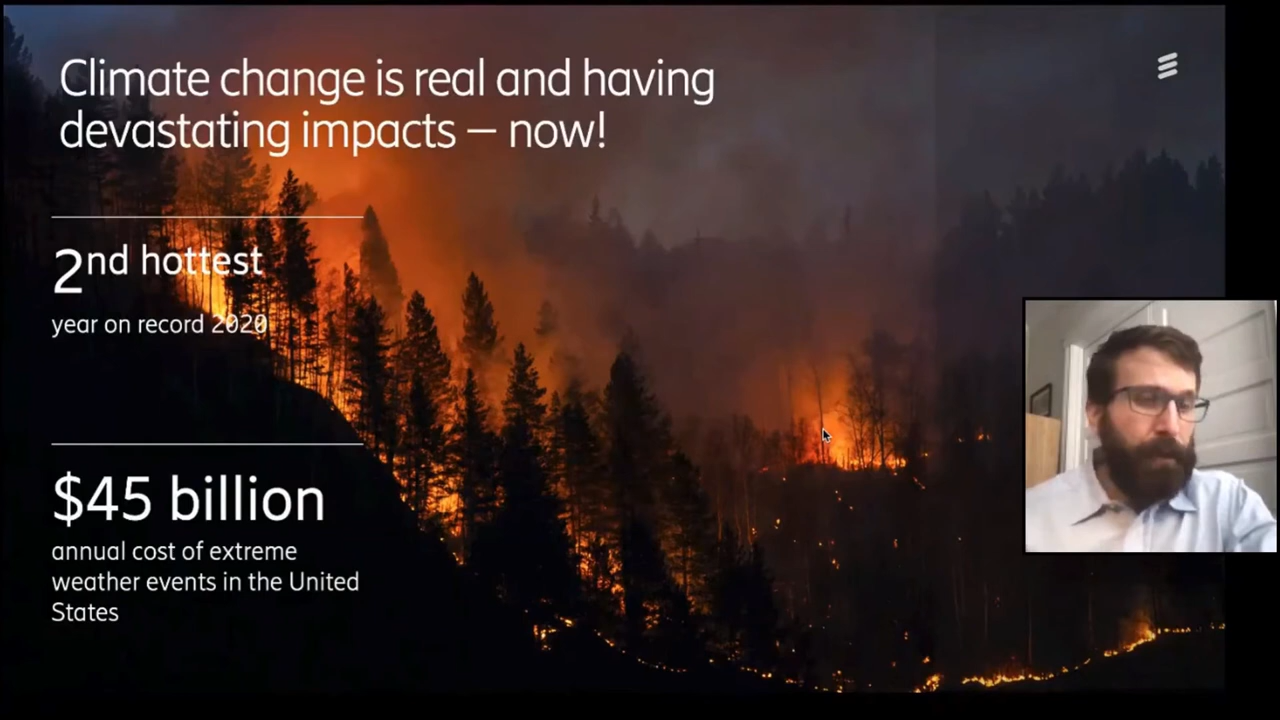 Climate change is real and having
devastating impacts – now!
2nd hottest
year on record 2020
$45 billion
annual cost of extreme
weather events in the United
States